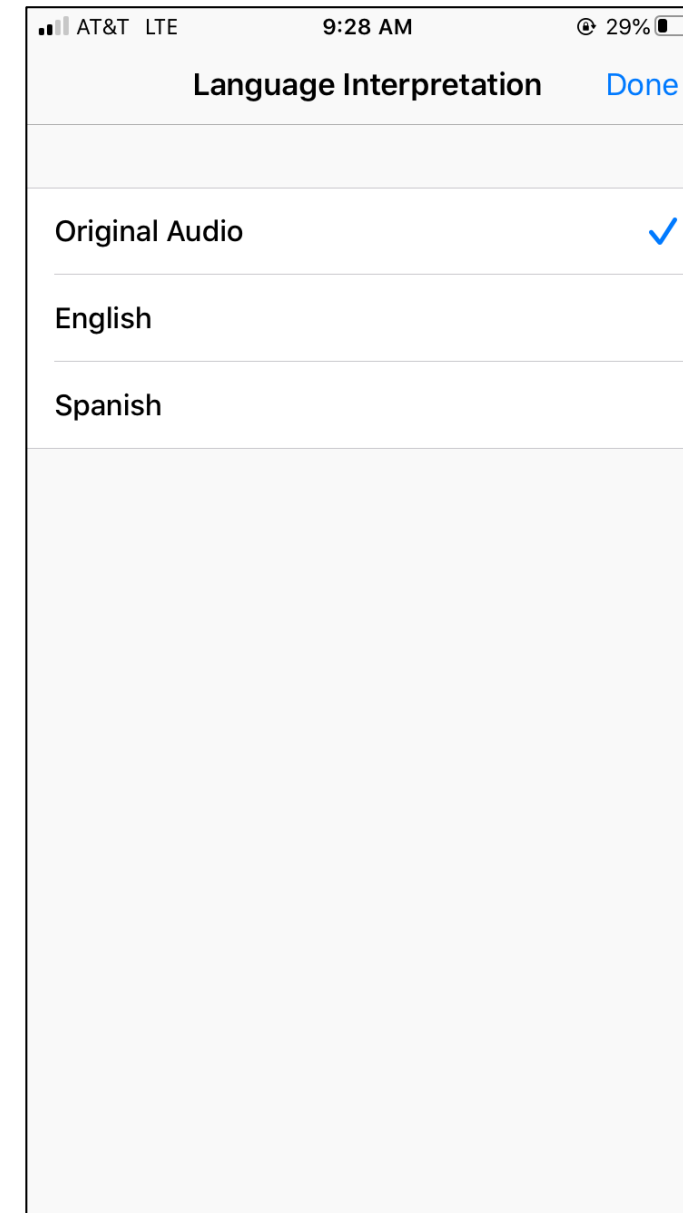 AT&T LTE 9:28 AM 29%
Language Interpretation Done
Original Audio
English
Spanish